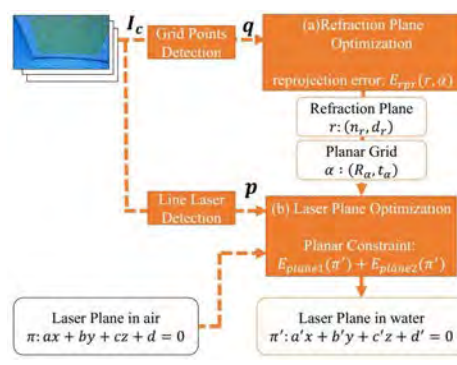 I_c
Grid Points
Detection
q
(a)Refraction Plane
Optimization
reprojection error: E_rpr(r, α)
Refraction Plane
r: (n_r, d_r)
Planar Grid
α : (R_α, t_α)
Line Laser
Detection
p
(b) Laser Plane Optimization
Planar Constraint:
E_plane1(π′) + E_plane2(π′)
Laser Plane in air
π: ax + by + cz + d = 0
Laser Plane in water
π′: a′x + b′y + c′z + d′ = 0